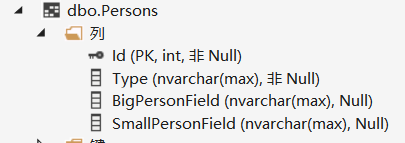 dbo.Persons
列
Id (PK, int, 非 Null)
Type (nvarchar(max), 非 Null)
BigPersonField (nvarchar(max), Null)
SmallPersonField (nvarchar(max), Null)